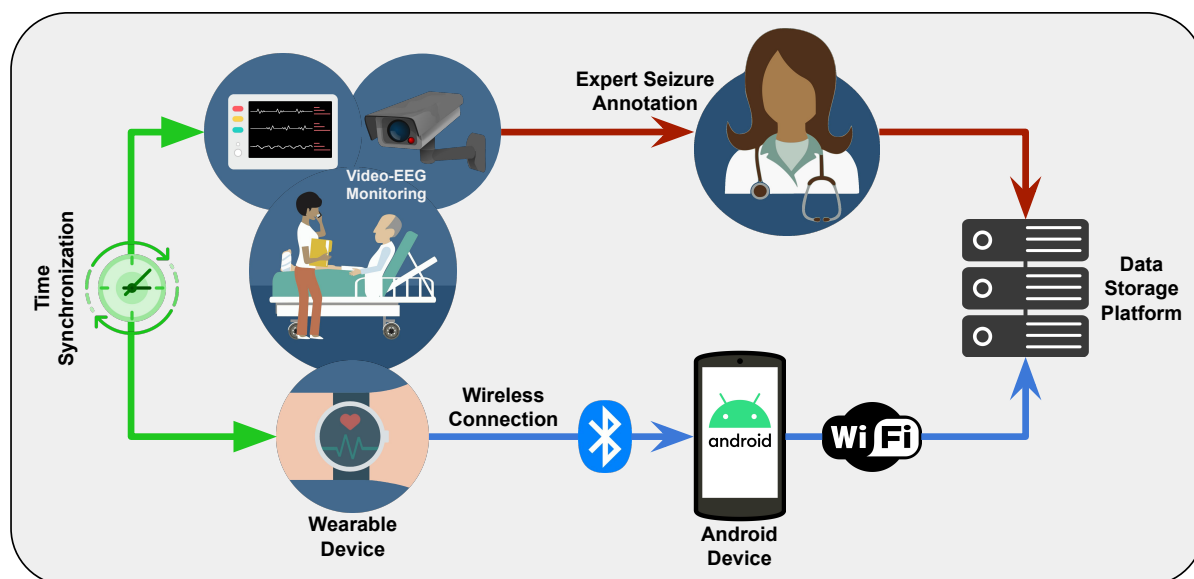 Expert Seizure
Annotation
Video-EEG
Monitoring
Time
Synchronization
Data
Storage
Platform
Wireless
Connection
android
Wi Fi
Wearable
Device
Android
Device